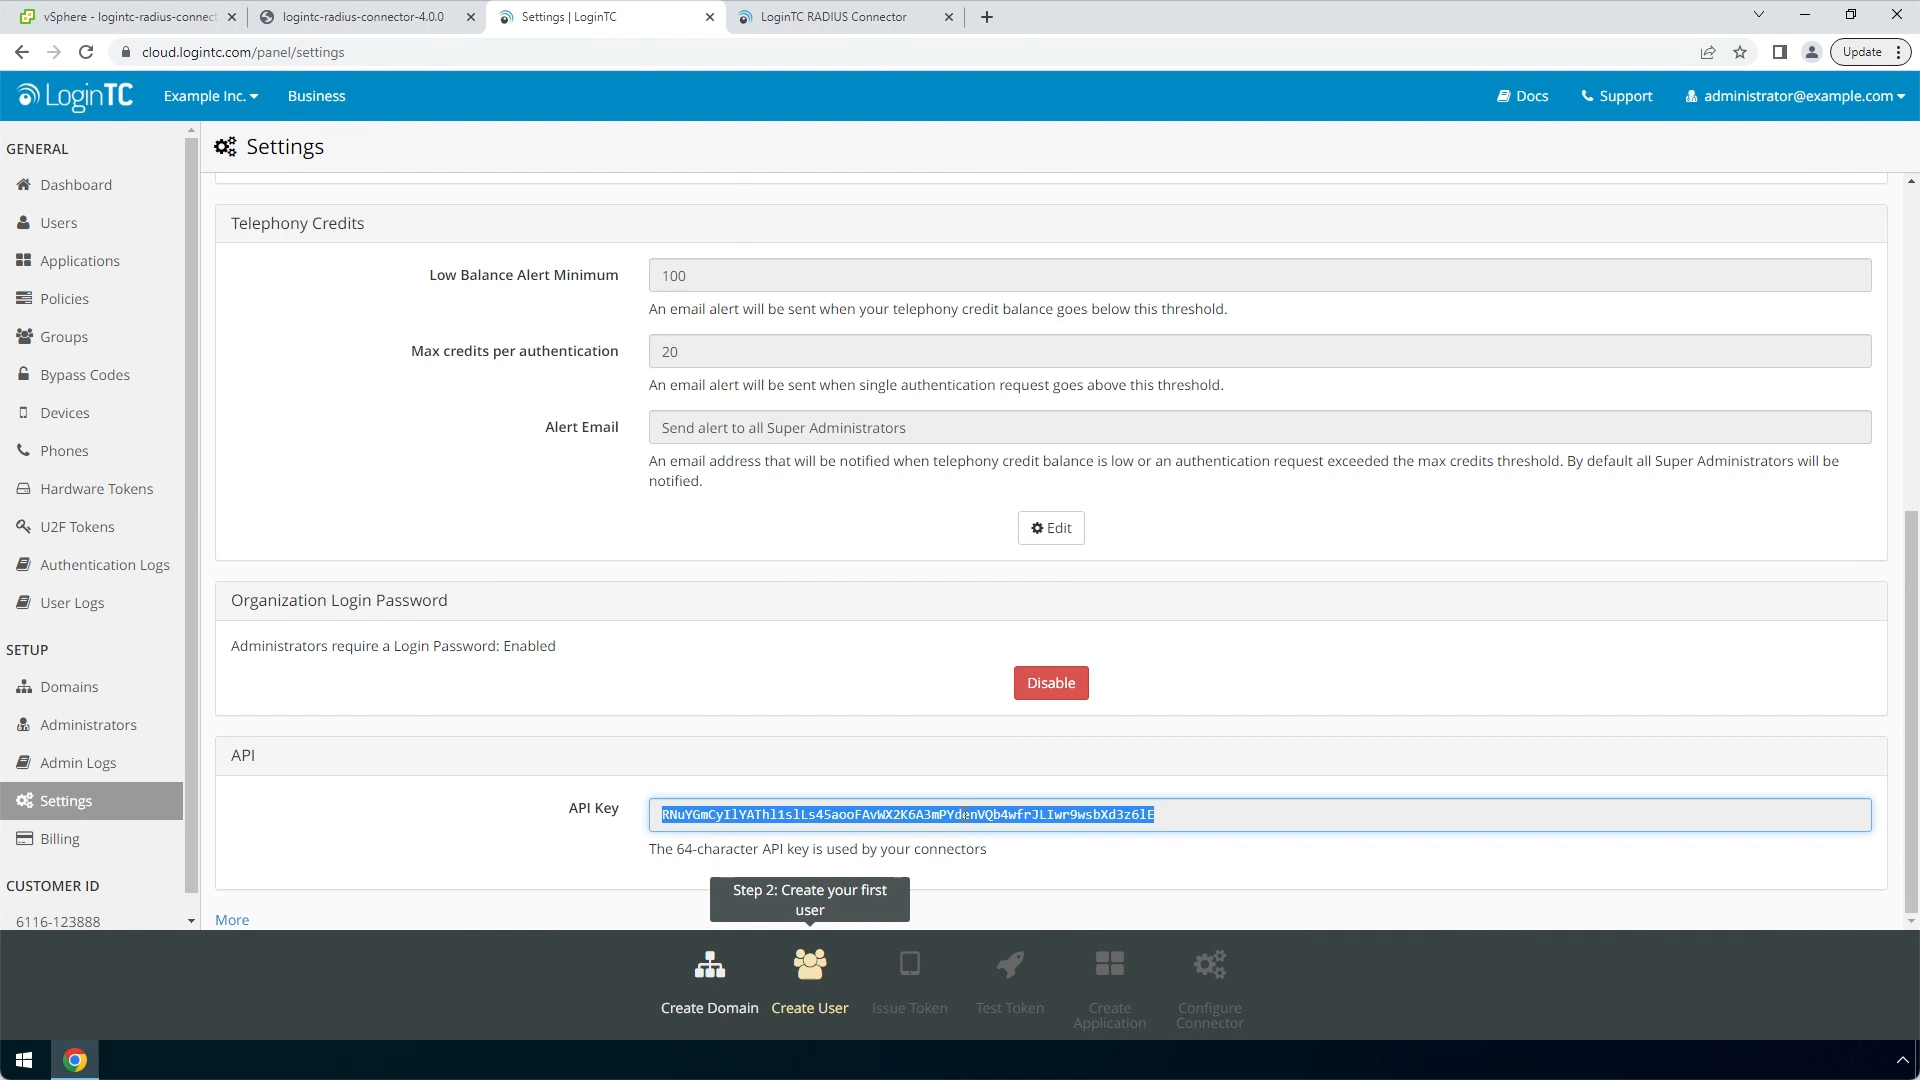 vSphere - logintc-radius-connect
logintc-radius-connector-4.0.0
Settings | LoginTC
LoginTC RADIUS Connector
cloud.logintc.com/panel/settings
Update
LoginTC
Example Inc.
Business
Docs
Support
administrator@example.com
GENERAL
Dashboard
Users
Applications
Policies
Groups
Bypass Codes
Devices
Phones
Hardware Tokens
U2F Tokens
Authentication Logs
User Logs
SETUP
Domains
Administrators
Admin Logs
Settings
Billing
CUSTOMER ID
6116-123888
Settings
Telephony Credits
Low Balance Alert Minimum
100
An email alert will be sent when your telephony credit balance goes below this threshold.
Max credits per authentication
20
An email alert will be sent when single authentication request goes above this threshold.
Alert Email
Send alert to all Super Administrators
An email address that will be notified when telephony credit balance is low or an authentication request exceeded the max credits threshold. By default all Super Administrators will be
notified.
Edit
Organization Login Password
Administrators require a Login Password: Enabled
Disable
API
API Key
RNuYGmCyIlYAThl1slLs45aooFAvWX2K6A3mPYdenVQb4wfrJLIwr9wsbXd3z6lE
The 64-character API key is used by your connectors
More
Step 2: Create your first
user
Create Domain
Create User
Issue Token
Test Token
Create
Application
Configure
Connector